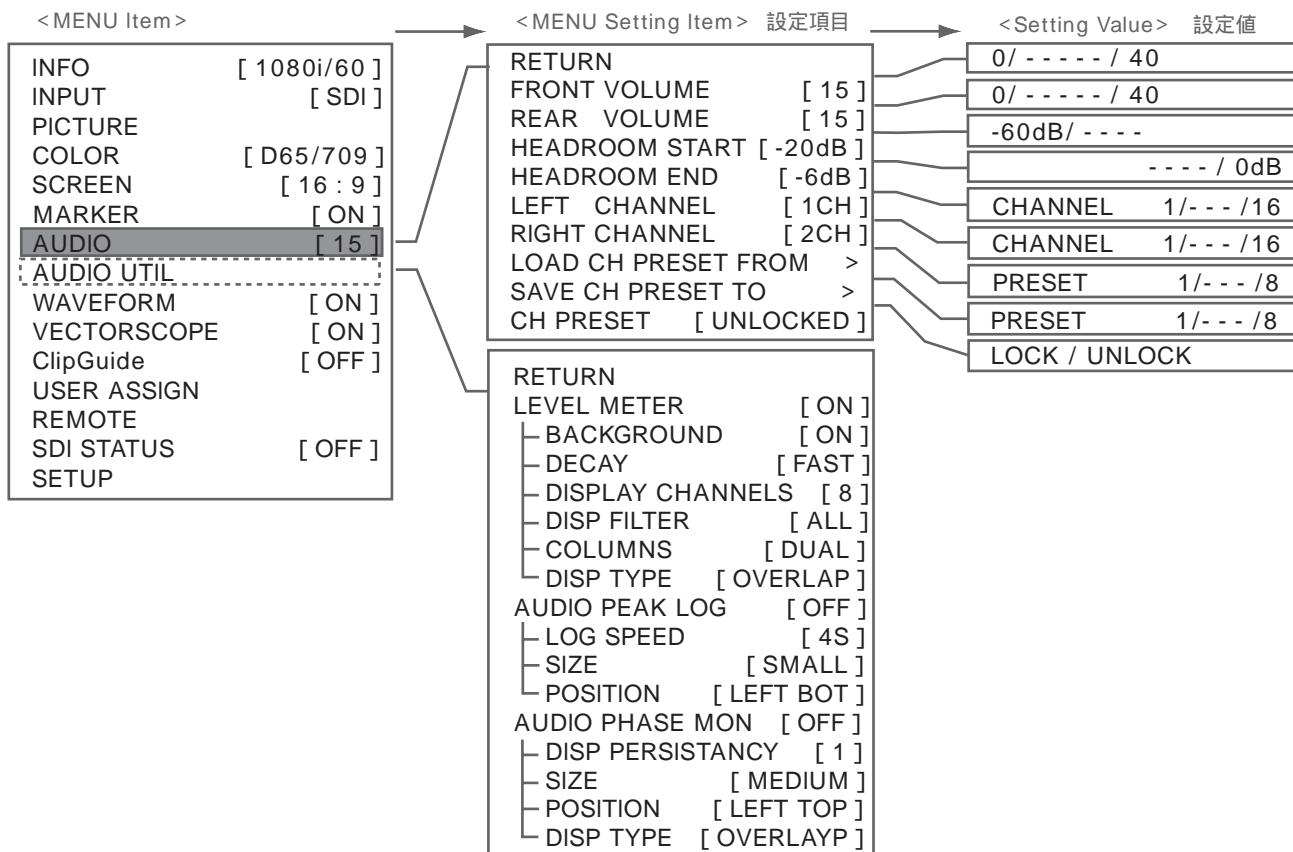 <MENU Item>
INFO [ 1080i/60 ]
INPUT [ SDI ]
PICTURE
COLOR [ D65/709 ]
SCREEN [ 16 : 9 ]
MARKER [ ON ]
AUDIO [ 15 ]
AUDIO UTIL
WAVEFORM [ ON ]
VECTORSCOPE [ ON ]
ClipGuide [ OFF ]
USER ASSIGN
REMOTE
SDI STATUS [ OFF ]
SETUP
<MENU Setting Item> 設定項目
RETURN
FRONT VOLUME [ 15 ]
REAR VOLUME [ 15 ]
HEADROOM START [ -20dB ]
HEADROOM END [ -6dB ]
LEFT CHANNEL [ 1CH ]
RIGHT CHANNEL [ 2CH ]
LOAD CH PRESET FROM >
SAVE CH PRESET TO >
CH PRESET [ UNLOCKED ]
RETURN
LEVEL METER [ ON ]
BACKGROUND [ ON ]
DECAY [ FAST ]
DISPLAY CHANNELS [ 8 ]
DISP FILTER [ ALL ]
COLUMNS [ DUAL ]
DISP TYPE [ OVERLAP ]
AUDIO PEAK LOG [ OFF ]
LOG SPEED [ 4S ]
SIZE [ SMALL ]
POSITION [ LEFT BOT ]
AUDIO PHASE MON [ OFF ]
DISP PERSISTANCY [ 1 ]
SIZE [ MEDIUM ]
POSITION [ LEFT TOP ]
DISP TYPE [ OVERLAYP ]
<Setting Value> 設定値
0/ - - - - - / 40
0/ - - - - - / 40
-60dB/ - - - -
- - - - / 0dB
CHANNEL 1/- - - /16
CHANNEL 1/- - - /16
PRESET 1/- - - /8
PRESET 1/- - - /8
LOCK / UNLOCK